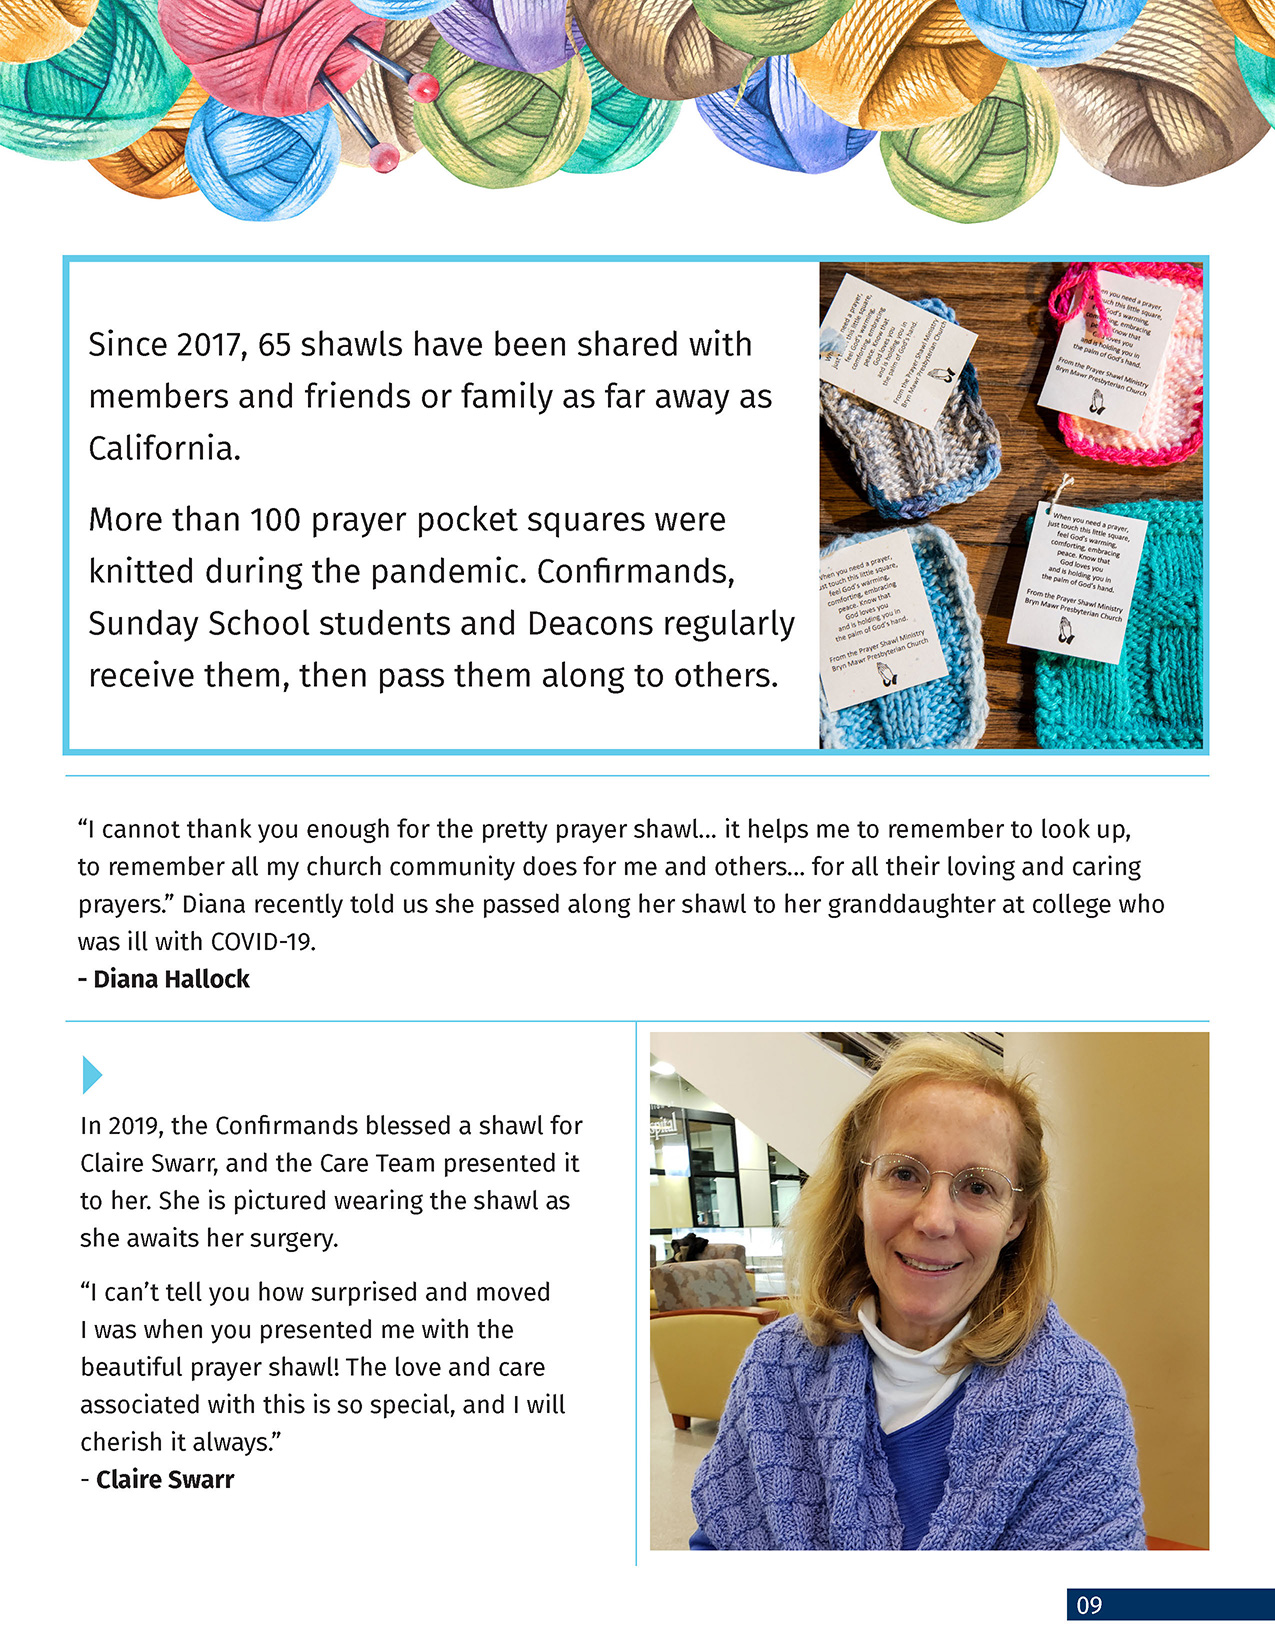 Since 2017, 65 shawls have been shared with
members and friends or family as far away as
California.
More than 100 prayer pocket squares were
knitted during the pandemic. Confirmands,
Sunday School students and Deacons regularly
receive them, then pass them along to others.
need a prayer,
this little square,
feel God's warming,
comforting, embracing
peace. Know that
God loves you
and is holding you in
the palm of God's hand.
From the Prayer Shawl Ministry
Bryn Mawr Presbyterian Church
you need a prayer,
touch this little square,
God's warming,
embracing
Know that
loves you
and is holding you in
the palm of God's hand.
From the Prayer Shawl Ministry
Bryn Mawr Presbyterian Church
When you need a prayer,
just touch this little square,
feel God's warming,
comforting, embracing
peace. Know that
God loves you
and is holding you in
the palm of God's hand.
From the Prayer Shawl Ministry
Bryn Mawr Presbyterian Church
When you need a prayer,
just touch this little square,
feel God's warming,
comforting, embracing
peace. Know that
God loves you
and is holding you in
the palm of God's hand.
From the Prayer Shawl Ministry
Bryn Mawr Presbyterian Church
“I cannot thank you enough for the pretty prayer shawl... it helps me to remember to look up,
to remember all my church community does for me and others... for all their loving and caring
prayers.” Diana recently told us she passed along her shawl to her granddaughter at college who
was ill with COVID-19.
- Diana Hallock
In 2019, the Confirmands blessed a shawl for
Claire Swarr, and the Care Team presented it
to her. She is pictured wearing the shawl as
she awaits her surgery.
“I can’t tell you how surprised and moved
I was when you presented me with the
beautiful prayer shawl! The love and care
associated with this is so special, and I will
cherish it always.”
- Claire Swarr
09